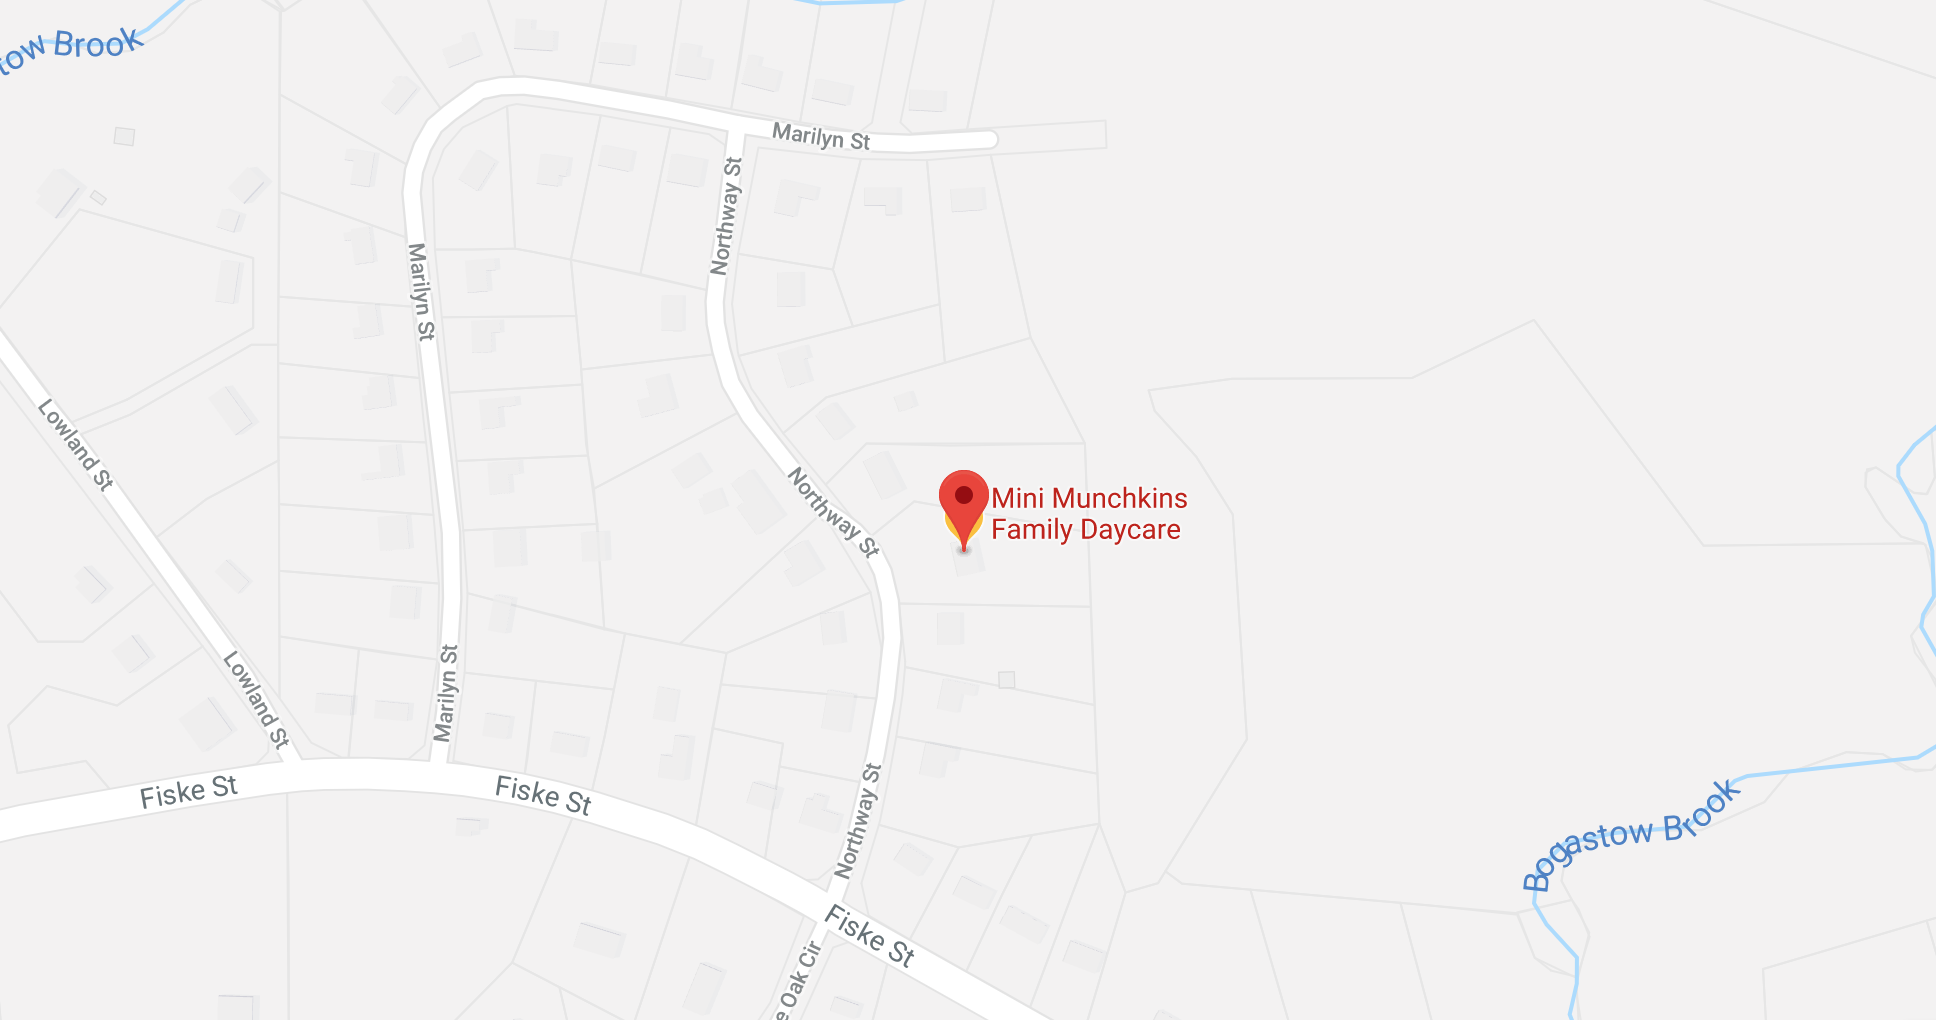 tow Brook
Marilyn St
Northway St
Marilyn St
Lowland St
Northway St
Mini Munchkins
Family Daycare
Lowland St
Marilyn St
Fiske St
Fiske St
Northway St
Bogastow Brook
Fiske St
e Oak Cir